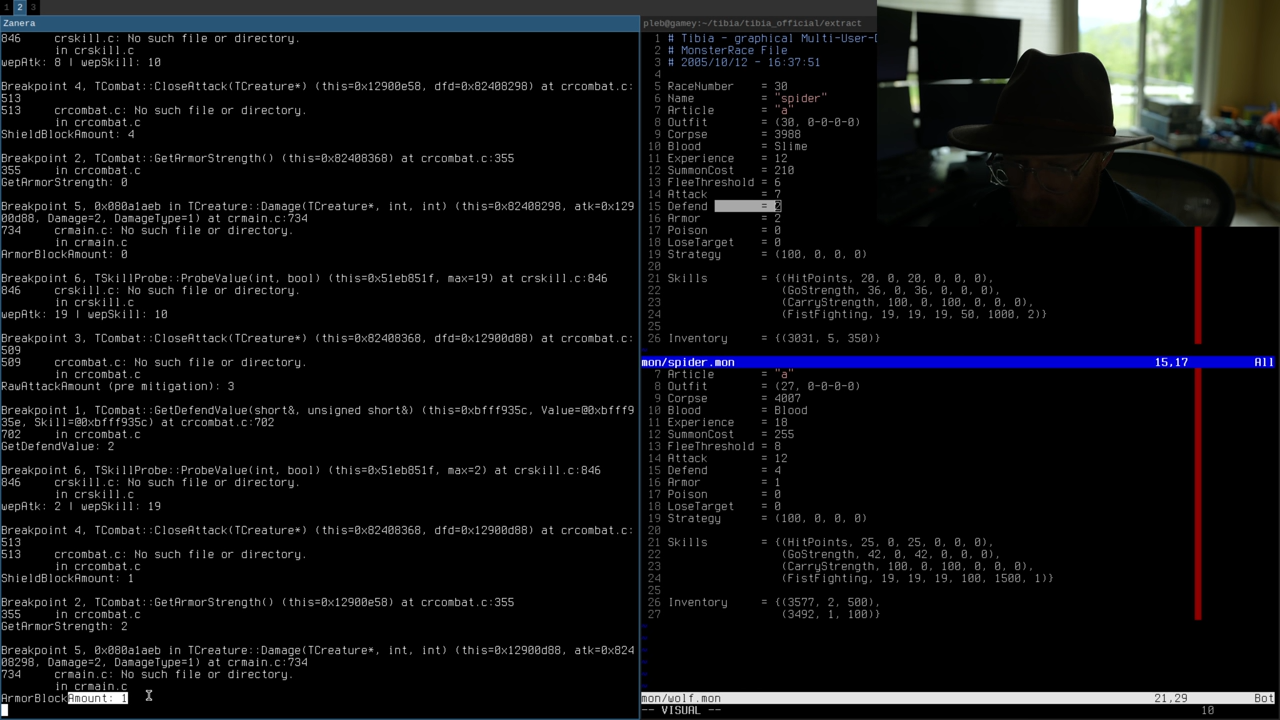 1 2 3
Zanera
846     crskill.c: No such file or directory.
        in crskill.c
wepAtk: 8 | wepSkill: 10
Breakpoint 4, TCombat::CloseAttack(TCreature*) (this=0x12900e58, dfd=0x82408298) at crcombat.c:
513
513     crcombat.c: No such file or directory.
        in crcombat.c
ShieldBlockAmount: 4
Breakpoint 2, TCombat::GetArmorStrength() (this=0x82408368) at crcombat.c:355
355     in crcombat.c
GetArmorStrength: 0
Breakpoint 5, 0x080a1aeb in TCreature::Damage(TCreature*, int, int) (this=0x82408298, atk=0x129
00d88, Damage=2, DamageType=1) at crmain.c:734
734     crmain.c: No such file or directory.
        in crmain.c
ArmorBlockAmount: 0
Breakpoint 6, TSkillProbe::ProbeValue(int, bool) (this=0x51eb851f, max=19) at crskill.c:846
846     crskill.c: No such file or directory.
        in crskill.c
wepAtk: 19 | wepSkill: 10
Breakpoint 3, TCombat::CloseAttack(TCreature*) (this=0x82408368, dfd=0x12900d88) at crcombat.c:
509
509     crcombat.c: No such file or directory.
        in crcombat.c
RawAttackAmount (pre mitigation): 3
Breakpoint 1, TCombat::GetDefendValue(short&, unsigned short&) (this=0xbfff935c, Value=@0xbfff9
35e, Skill=@0xbfff935c) at crcombat.c:702
702     in crcombat.c
GetDefendValue: 2
Breakpoint 6, TSkillProbe::ProbeValue(int, bool) (this=0x51eb851f, max=2) at crskill.c:846
846     crskill.c: No such file or directory.
        in crskill.c
wepAtk: 2 | wepSkill: 19
Breakpoint 4, TCombat::CloseAttack(TCreature*) (this=0x82408368, dfd=0x12900d88) at crcombat.c:
513
513     crcombat.c: No such file or directory.
        in crcombat.c
ShieldBlockAmount: 1
Breakpoint 2, TCombat::GetArmorStrength() (this=0x12900e58) at crcombat.c:355
355     in crcombat.c
GetArmorStrength: 2
Breakpoint 5, 0x080a1aeb in TCreature::Damage(TCreature*, int, int) (this=0x12900d88, atk=0x824
08298, Damage=2, DamageType=1) at crmain.c:734
734     crmain.c: No such file or directory.
        in crmain.c
ArmorBlockAmount: 1
pleb@gamey:~/tibia/tibia_official/extract
1 # Tibia - graphical Multi-User-
2 # MonsterRace File
3 # 2005/10/12 - 16:37:51
4
5 RaceNumber    = 30
6 Name          = "spider"
7 Article       = "a"
8 Outfit        = (30, 0-0-0-0)
9 Corpse        = 3988
10 Blood         = Slime
11 Experience    = 12
12 SummonCost    = 210
13 FleeThreshold = 6
14 Attack        = 7
15 Defend        = 2
16 Armor         = 2
17 Poison        = 0
18 LoseTarget    = 0
19 Strategy      = (100, 0, 0, 0)
20
21 Skills        = {(HitPoints, 20, 0, 20, 0, 0, 0),
22                  (GoStrength, 36, 0, 36, 0, 0, 0),
23                  (CarryStrength, 100, 0, 100, 0, 0, 0),
24                  (FistFighting, 19, 19, 19, 50, 1000, 2)}
25
26 Inventory     = {(3031, 5, 350)}
mon/spider.mon 15,17 All
7 Article       = "a"
8 Outfit        = (27, 0-0-0-0)
9 Corpse        = 4007
10 Blood         = Blood
11 Experience    = 18
12 SummonCost    = 255
13 FleeThreshold = 8
14 Attack        = 12
15 Defend        = 4
16 Armor         = 1
17 Poison        = 0
18 LoseTarget    = 0
19 Strategy      = (100, 0, 0, 0)
20
21 Skills        = {(HitPoints, 25, 0, 25, 0, 0, 0),
22                  (GoStrength, 42, 0, 42, 0, 0, 0),
23                  (CarryStrength, 100, 0, 100, 0, 0, 0),
24                  (FistFighting, 19, 19, 19, 100, 1500, 1)}
25
26 Inventory     = {(3577, 2, 500),
27                  (3492, 1, 100)}
~
~
~
~
~
~
mon/wolf.mon 21,29 Bot
-- VISUAL -- 10